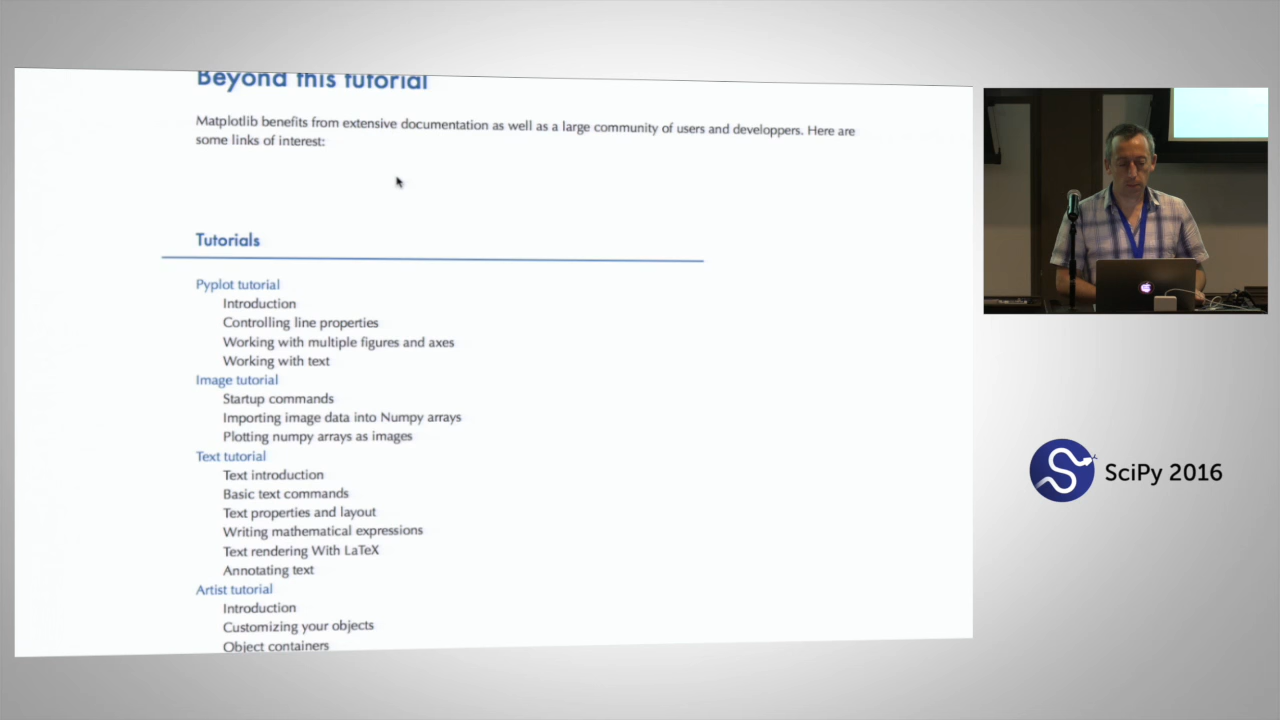 Beyond this tutorial
Matplotlib benefits from extensive documentation as well as a large community of users and developpers. Here are
some links of interest:
Tutorials
Pyplot tutorial
Introduction
Controlling line properties
Working with multiple figures and axes
Working with text
Image tutorial
Startup commands
Importing image data into Numpy arrays
Plotting numpy arrays as images
Text tutorial
Text introduction
Basic text commands
Text properties and layout
Writing mathematical expressions
Text rendering With LaTeX
Annotating text
Artist tutorial
Introduction
Customizing your objects
Object containers
SciPy 2016